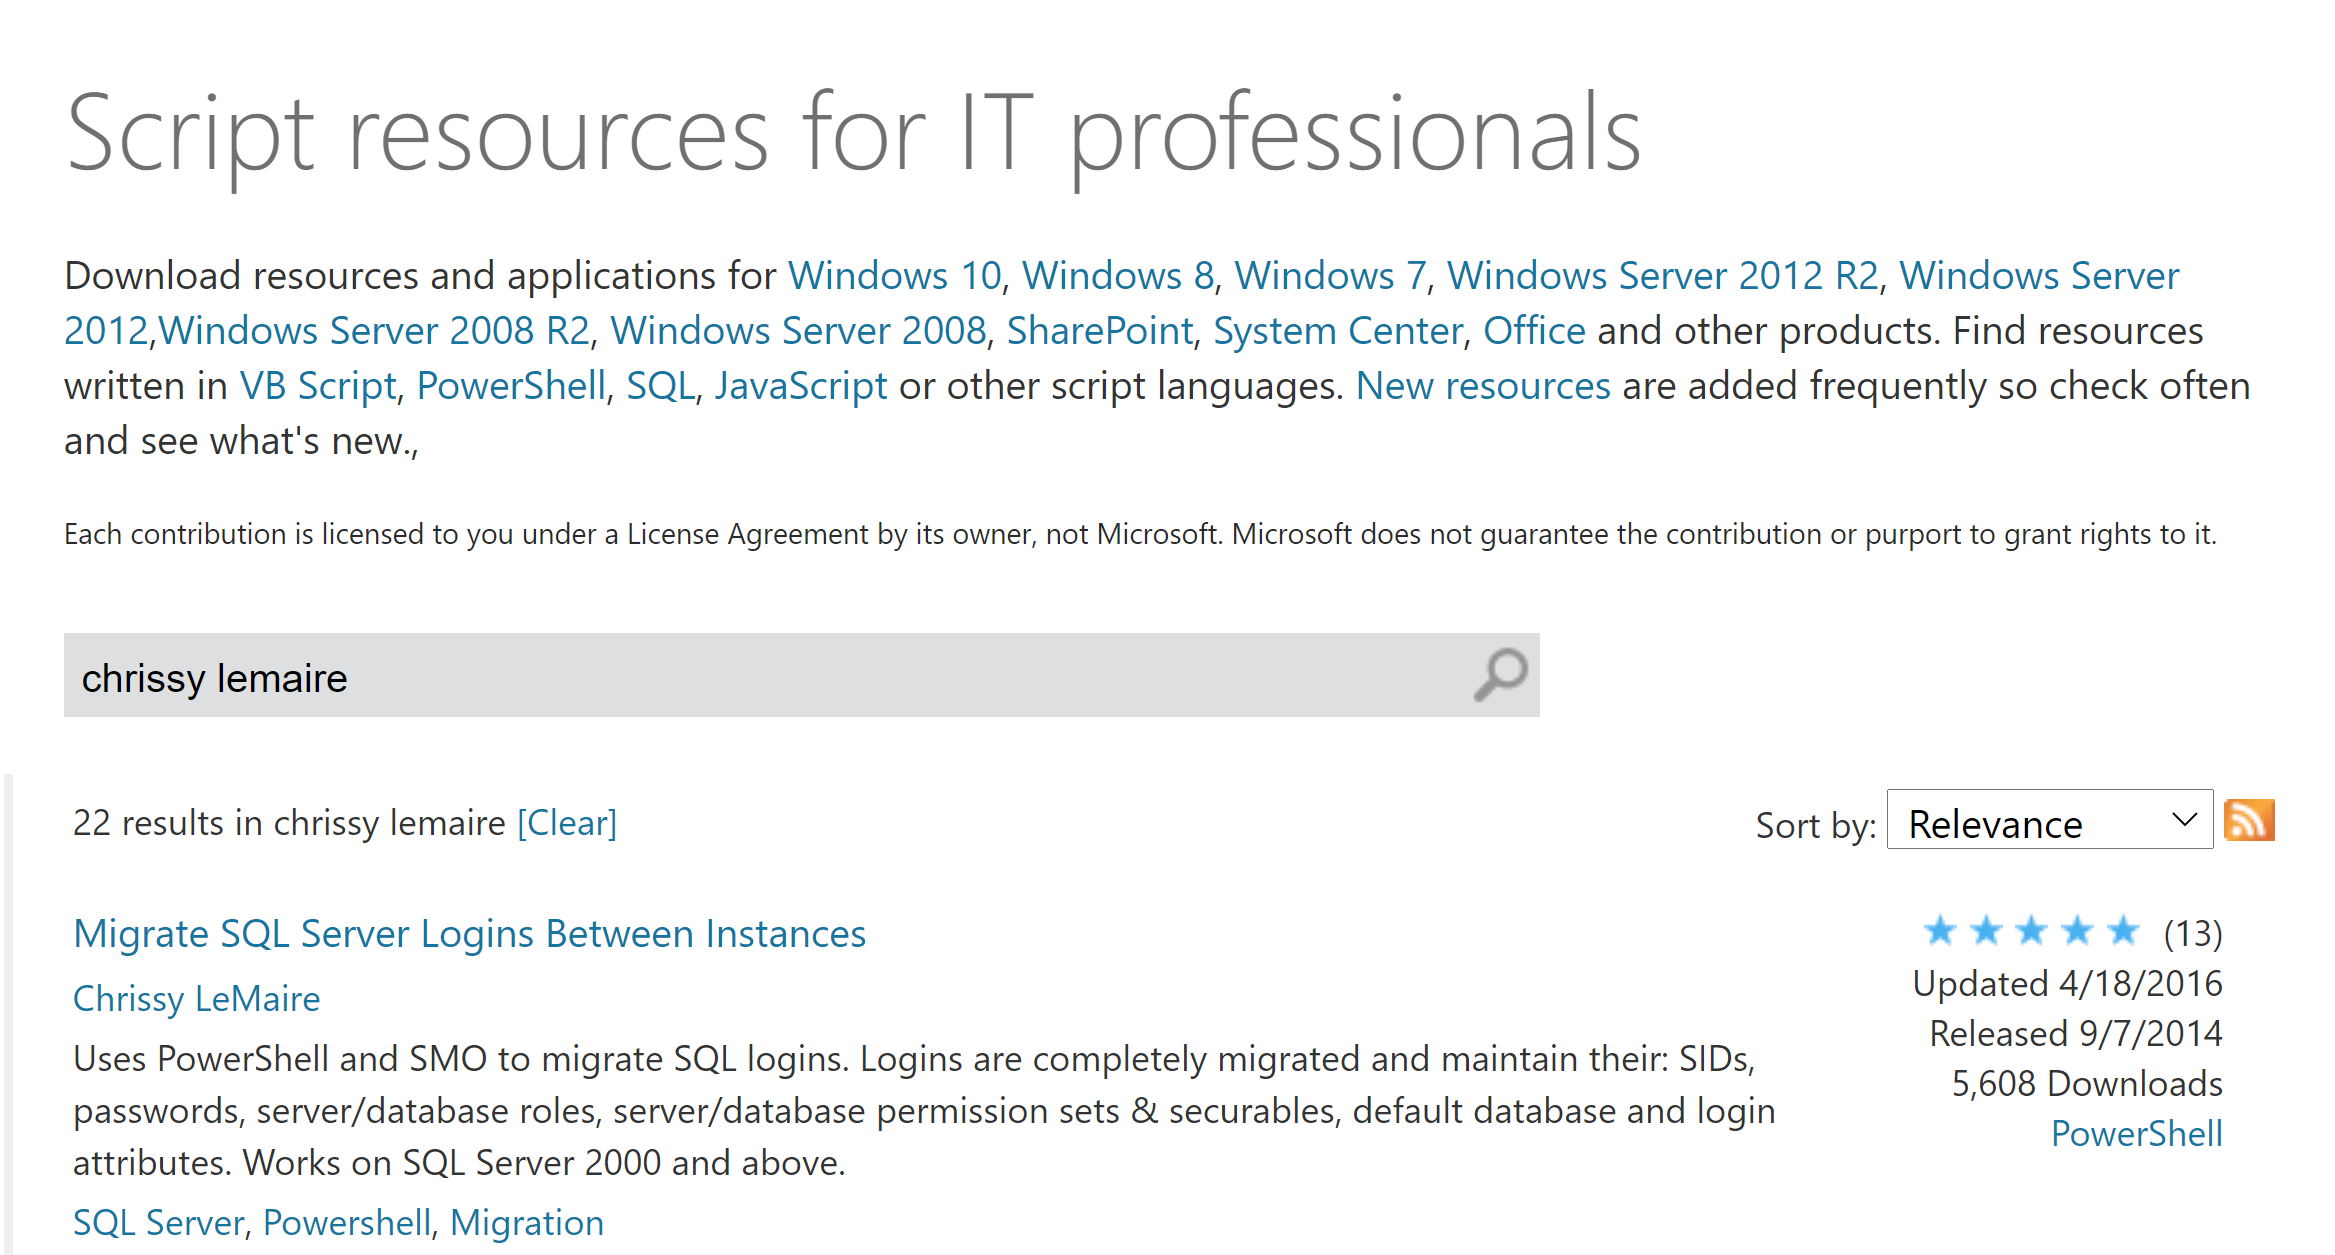 Script resources for IT professionals
Download resources and applications for Windows 10, Windows 8, Windows 7, Windows Server 2012 R2, Windows Server
2012,Windows Server 2008 R2, Windows Server 2008, SharePoint, System Center, Office and other products. Find resources
written in VB Script, PowerShell, SQL, JavaScript or other script languages. New resources are added frequently so check often
and see what's new.,
Each contribution is licensed to you under a License Agreement by its owner, not Microsoft. Microsoft does not guarantee the contribution or purport to grant rights to it.
chrissy lemaire
22 results in chrissy lemaire [Clear]
Sort by: Relevance
Migrate SQL Server Logins Between Instances
Chrissy LeMaire
Uses PowerShell and SMO to migrate SQL logins. Logins are completely migrated and maintain their: SIDs,
passwords, server/database roles, server/database permission sets & securables, default database and login
attributes. Works on SQL Server 2000 and above.
SQL Server, Powershell, Migration
(13)
Updated 4/18/2016
Released 9/7/2014
5,608 Downloads
PowerShell